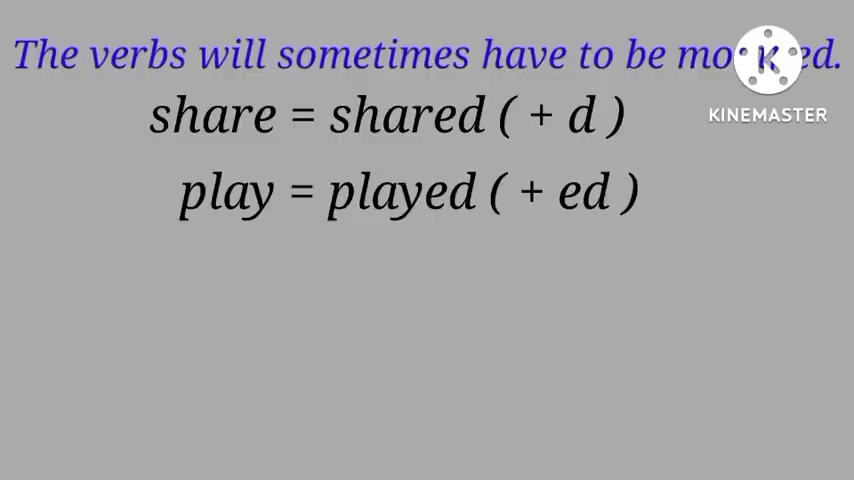 The verbs will sometimes have to be
share = shared ( + d )
play = played ( + ed )
KINEMASTER